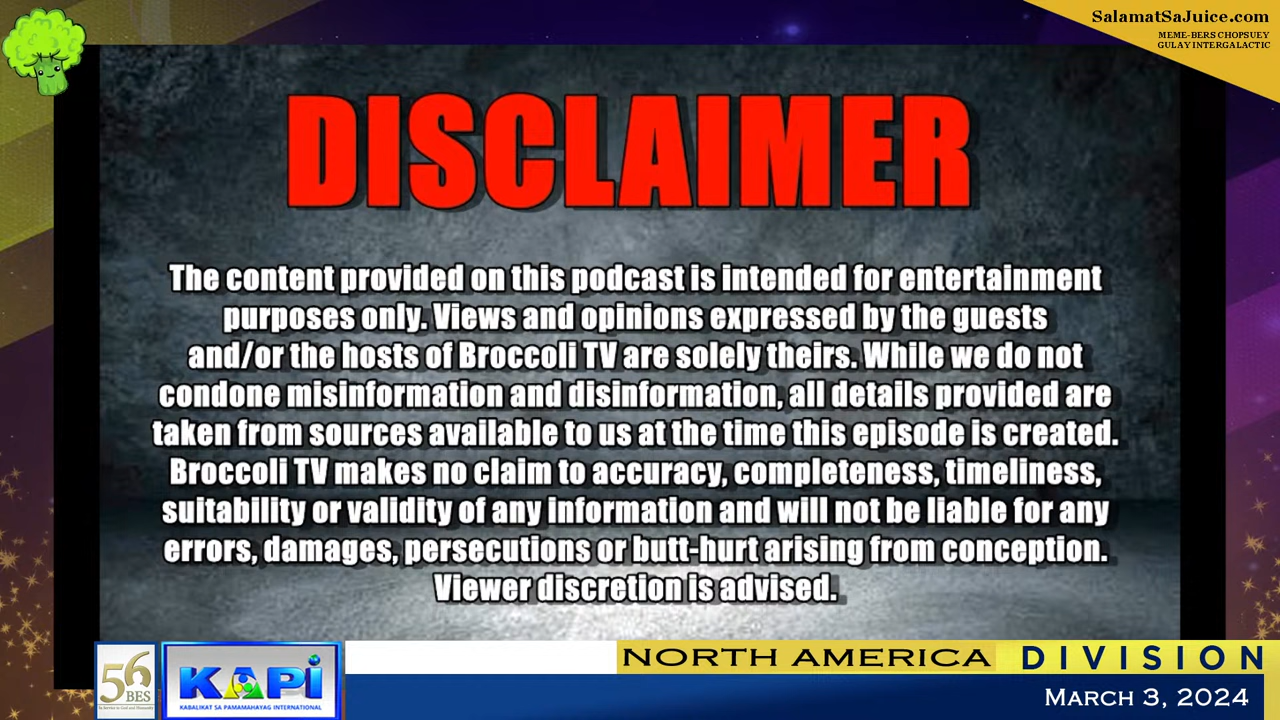 SalamatSaJuice.com
MEME-BERS CHOPSUEY
GULAY INTERGALACTIC
DISCLAIMER
The content provided on this podcast is intended for entertainment
purposes only. Views and opinions expressed by the guests
and/or the hosts of Broccoli TV are solely theirs. While we do not
condone misinformation and disinformation, all details provided are
taken from sources available to us at the time this episode is created.
Broccoli TV makes no claim to accuracy, completeness, timeliness,
suitability or validity of any information and will not be liable for any
errors, damages, persecutions or butt-hurt arising from conception.
Viewer discretion is advised.
56
BES
KAPi
KABALIKAT SA PAMAMAHAYAG INTERNATIONAL
NORTH AMERICA DIVISION
March 3, 2024